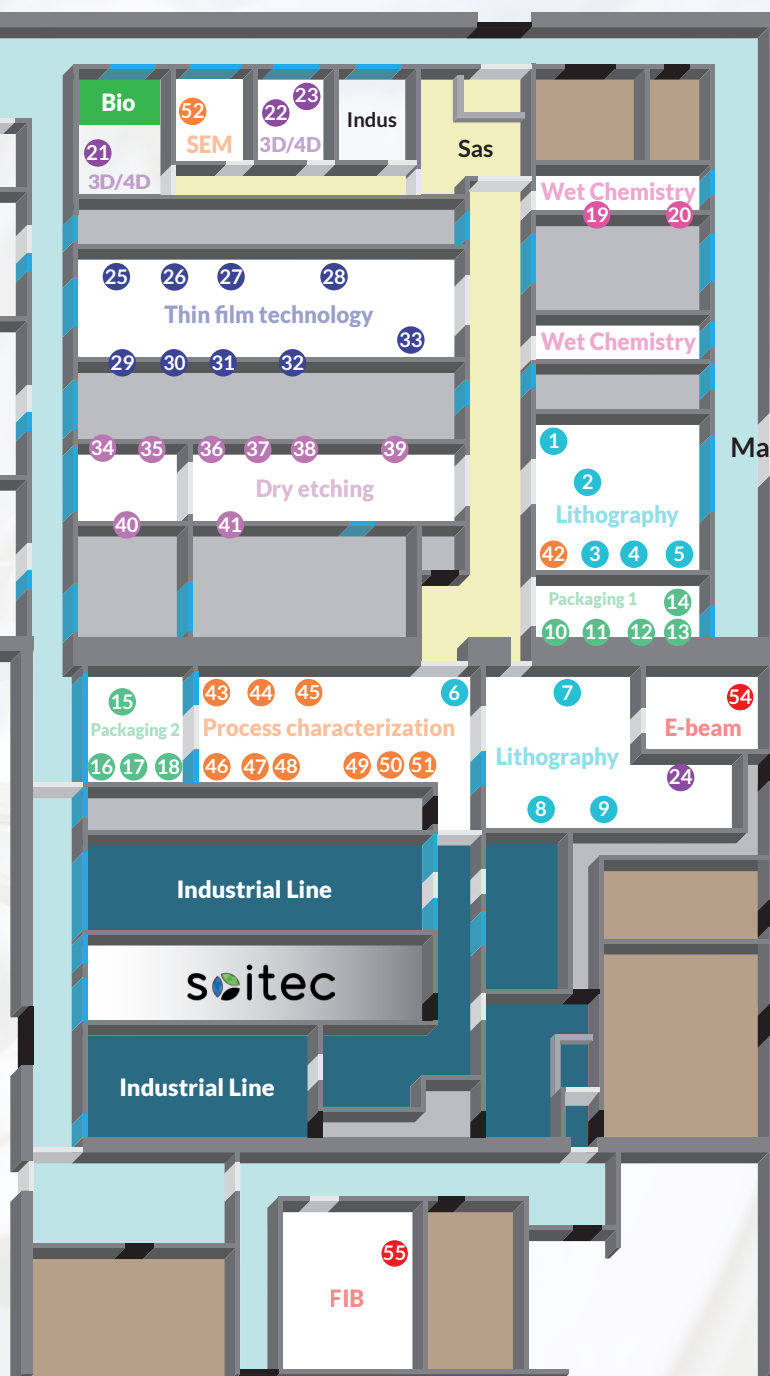 Bio
52
22
23
Indus
SEM
3D/4D
Sas
21
3D/4D
Wet Chemistry
19
20
25
26
27
28
Thin film technology
33
29
30
31
32
Wet Chemistry
34
35
36
37
38
39
Dry etching
40
41
1
2
Lithography
42
3
4
5
Ma
Packaging 1
14
10
11
12
13
15
Packaging 2
16
17
18
43
44
45
6
Process characterization
46
47
48
49
50
51
7
Lithography
8
9
54
E-beam
24
Industrial Line
soitec
Industrial Line
55
FIB